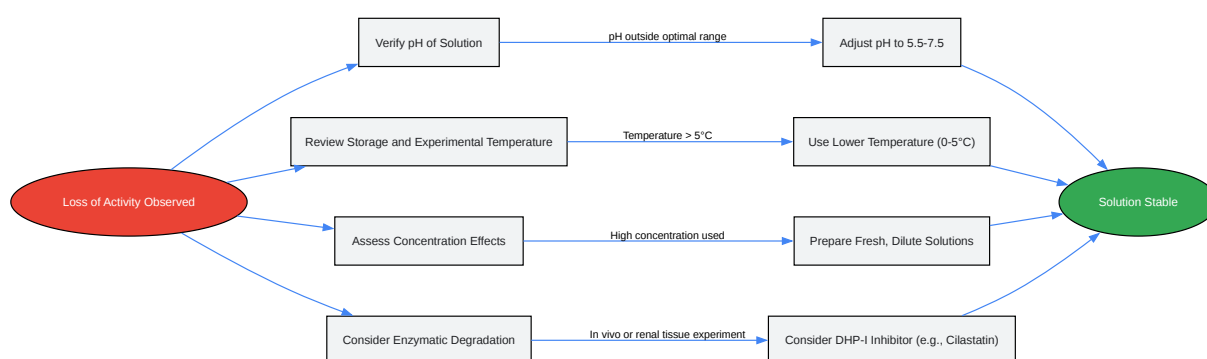 Verify pH of Solution
pH outside optimal range
Adjust pH to 5.5-7.5
Review Storage and Experimental Temperature
Temperature > 5°C
Use Lower Temperature (0-5°C)
Loss of Activity Observed
Solution Stable
Assess Concentration Effects
High concentration used
Prepare Fresh, Dilute Solutions
Consider Enzymatic Degradation
In vivo or renal tissue experiment
Consider DHP-I Inhibitor (e.g., Cilastatin)